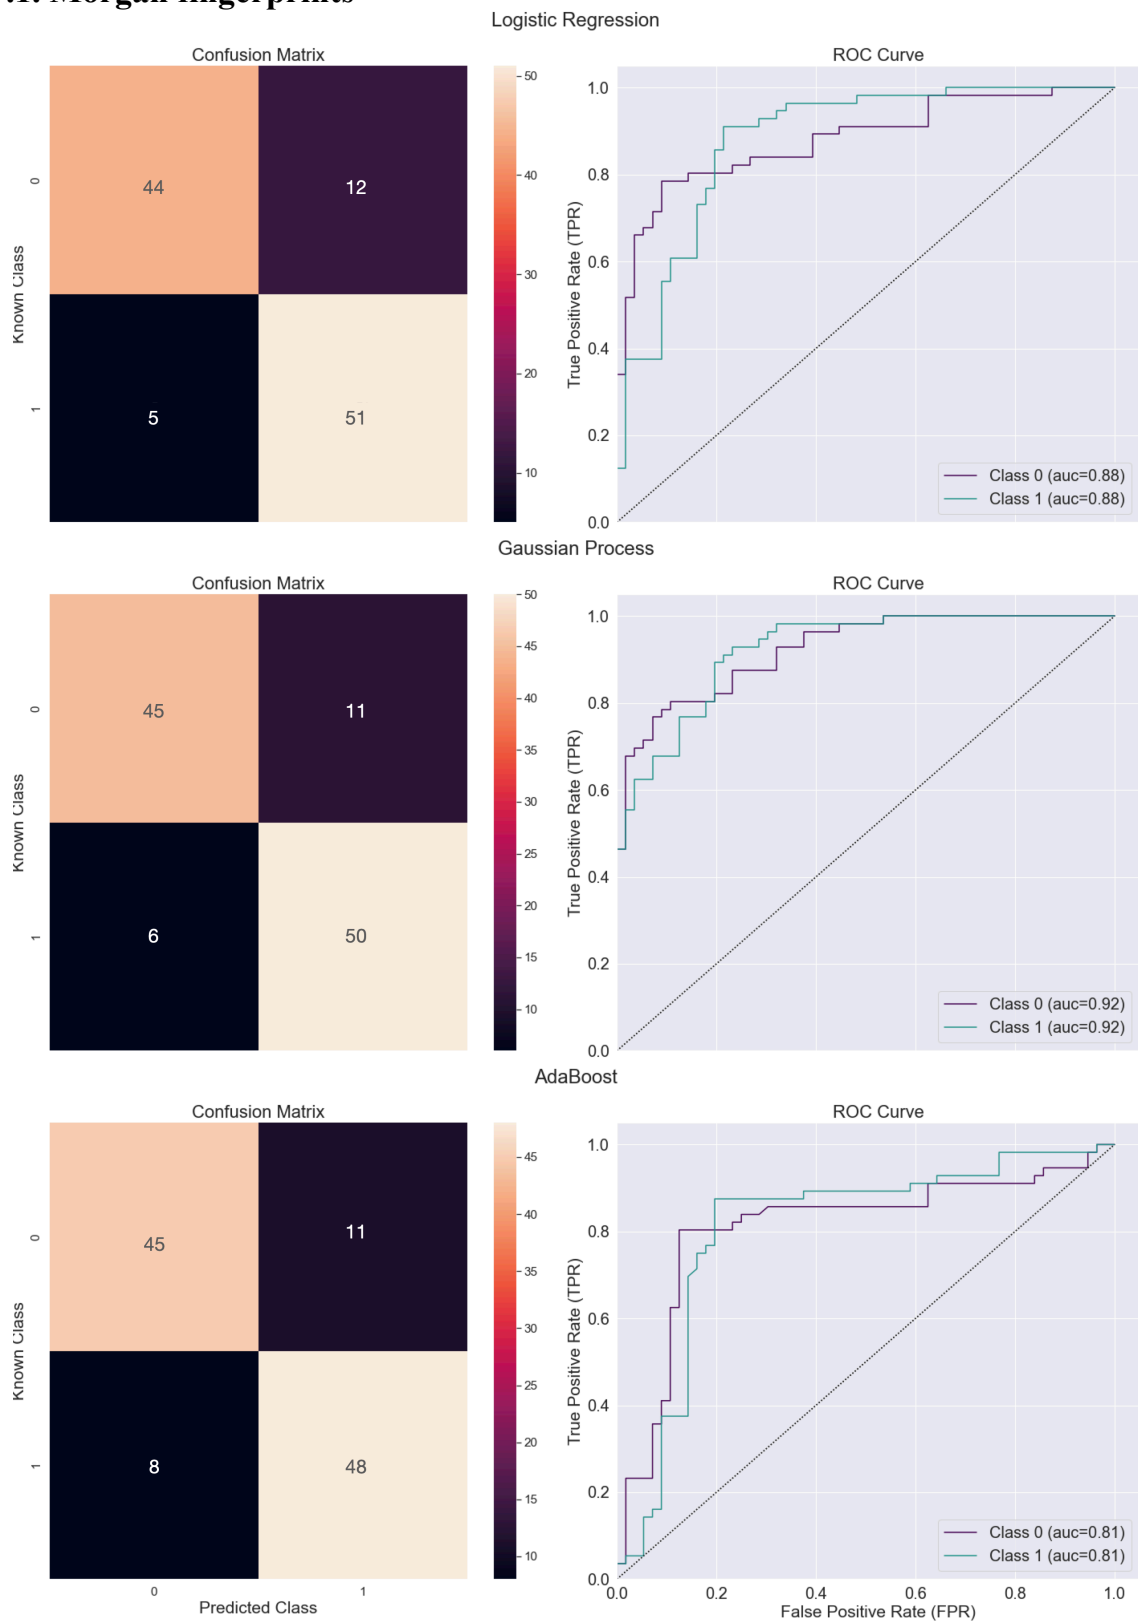 .1. Morgan fingerprints
Logistic Regression
Confusion Matrix
0
1
Known Class
44
12
5
51
50
40
30
20
10
ROC Curve
1.0
0.8
0.6
0.4
0.2
0.0
True Positive Rate (TPR)
Class 0 (auc=0.88)
Class 1 (auc=0.88)
Gaussian Process
Confusion Matrix
0
1
Known Class
45
11
6
50
50
45
40
35
30
25
20
15
10
ROC Curve
1.0
0.8
0.6
0.4
0.2
0.0
True Positive Rate (TPR)
Class 0 (auc=0.92)
Class 1 (auc=0.92)
AdaBoost
Confusion Matrix
0
1
Known Class
45
11
8
48
0
1
Predicted Class
45
40
35
30
25
20
15
10
ROC Curve
1.0
0.8
0.6
0.4
0.2
0.0
True Positive Rate (TPR)
Class 0 (auc=0.81)
Class 1 (auc=0.81)
0.0 0.2 0.4 0.6 0.8 1.0
False Positive Rate (FPR)